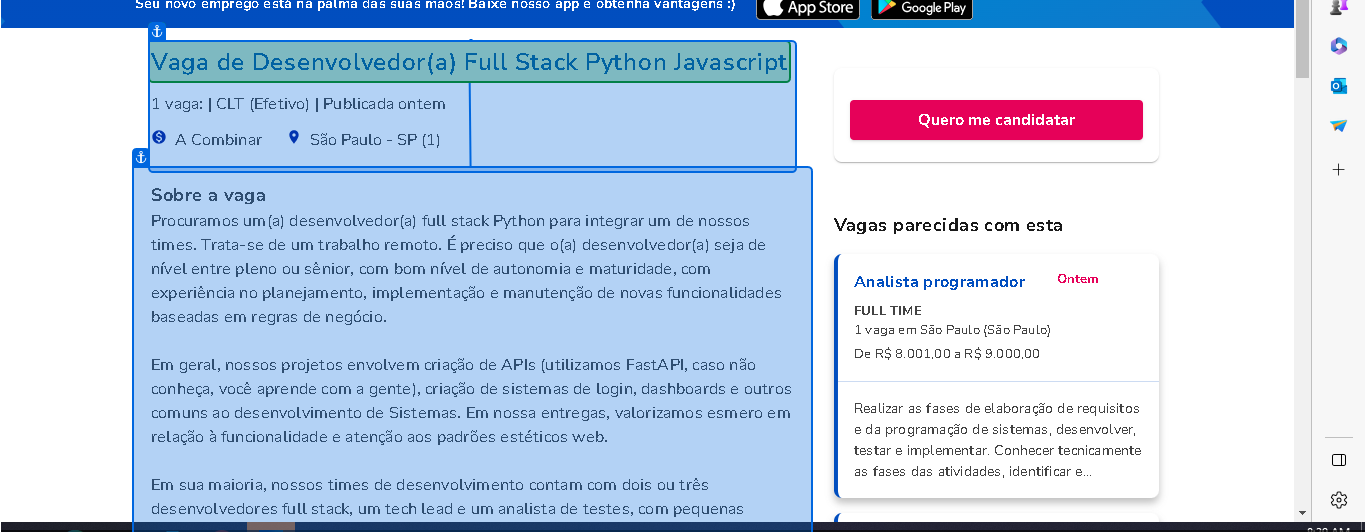 Seu novo emprego está na palma das suas mãos! Baixe nosso app e obtenha vantagens :)
App Store
Google Play
Vaga de Desenvolvedor(a) Full Stack Python Javascript
1 vaga: | CLT (Efetivo) | Publicada ontem
A Combinar
São Paulo - SP (1)
Sobre a vaga
Procuramos um(a) desenvolvedor(a) full stack Python para integrar um de nossos
times. Trata-se de um trabalho remoto. É preciso que o(a) desenvolvedor(a) seja de
nível entre pleno ou sênior, com bom nível de autonomia e maturidade, com
experiência no planejamento, implementação e manutenção de novas funcionalidades
baseadas em regras de negócio.
Em geral, nossos projetos envolvem criação de APIs (utilizamos FastAPI, caso não
conheça, você aprende com a gente), criação de sistemas de login, dashboards e outros
comuns ao desenvolvimento de Sistemas. Em nossa entregas, valorizamos esmero em
relação à funcionalidade e atenção aos padrões estéticos web.
Em sua maioria, nossos times de desenvolvimento contam com dois ou três
desenvolvedores full stack, um tech lead e um analista de testes, com pequenas
Quero me candidatar
Vagas parecidas com esta
Analista programador
Ontem
FULL TIME
1 vaga em São Paulo (São Paulo)
De R$ 8.001,00 a R$ 9.000,00
Realizar as fases de elaboração de requisitos
e da programação de sistemas, desenvolver,
testar e implementar. Conhecer tecnicamente
as fases das atividades, identificar e...